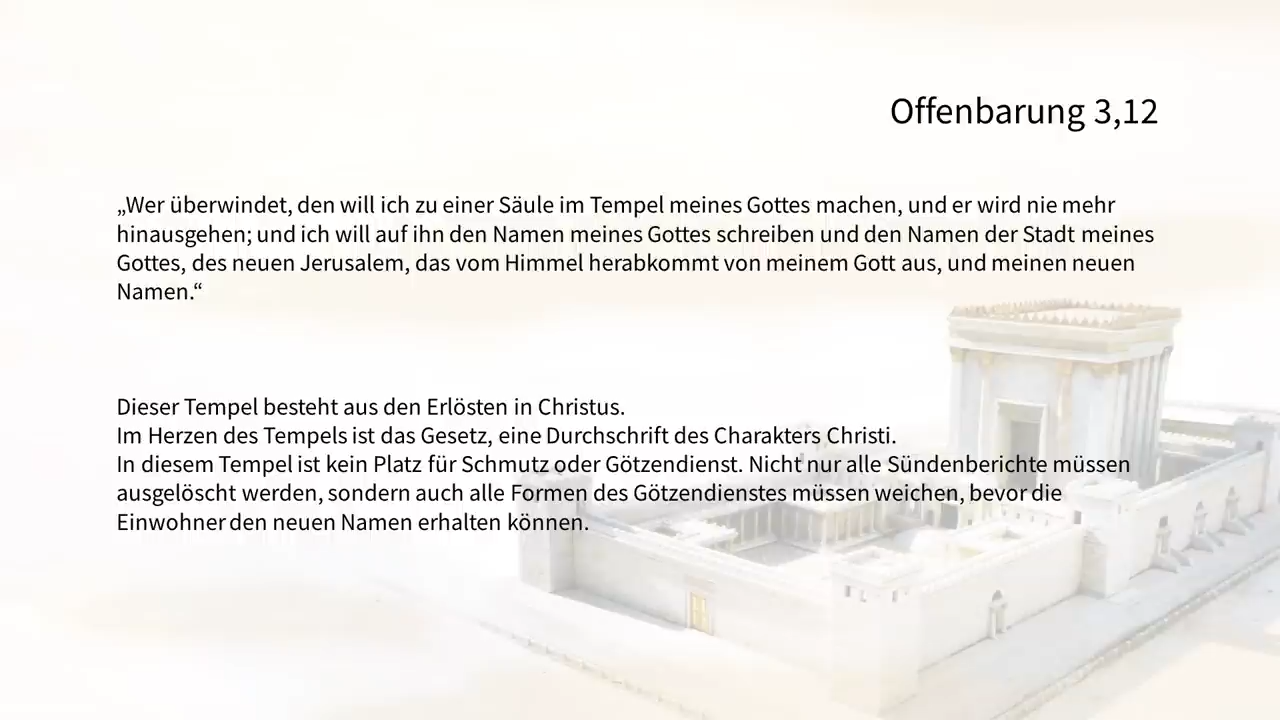 Offenbarung 3,12
„Wer überwindet, den will ich zu einer Säule im Tempel meines Gottes machen, und er wird nie mehr
hinausgehen; und ich will auf ihn den Namen meines Gottes schreiben und den Namen der Stadt meines
Gottes, des neuen Jerusalem, das vom Himmel herabkommt von meinem Gott aus, und meinen neuen
Namen.“
Dieser Tempel besteht aus den Erlösten in Christus.
Im Herzen des Tempels ist das Gesetz, eine Durchschrift des Charakters Christi.
In diesem Tempel ist kein Platz für Schmutz oder Götzendienst. Nicht nur alle Sündenberichte müssen
ausgelöscht werden, sondern auch alle Formen des Götzendienstes müssen weichen, bevor die
Einwohner den neuen Namen erhalten können.